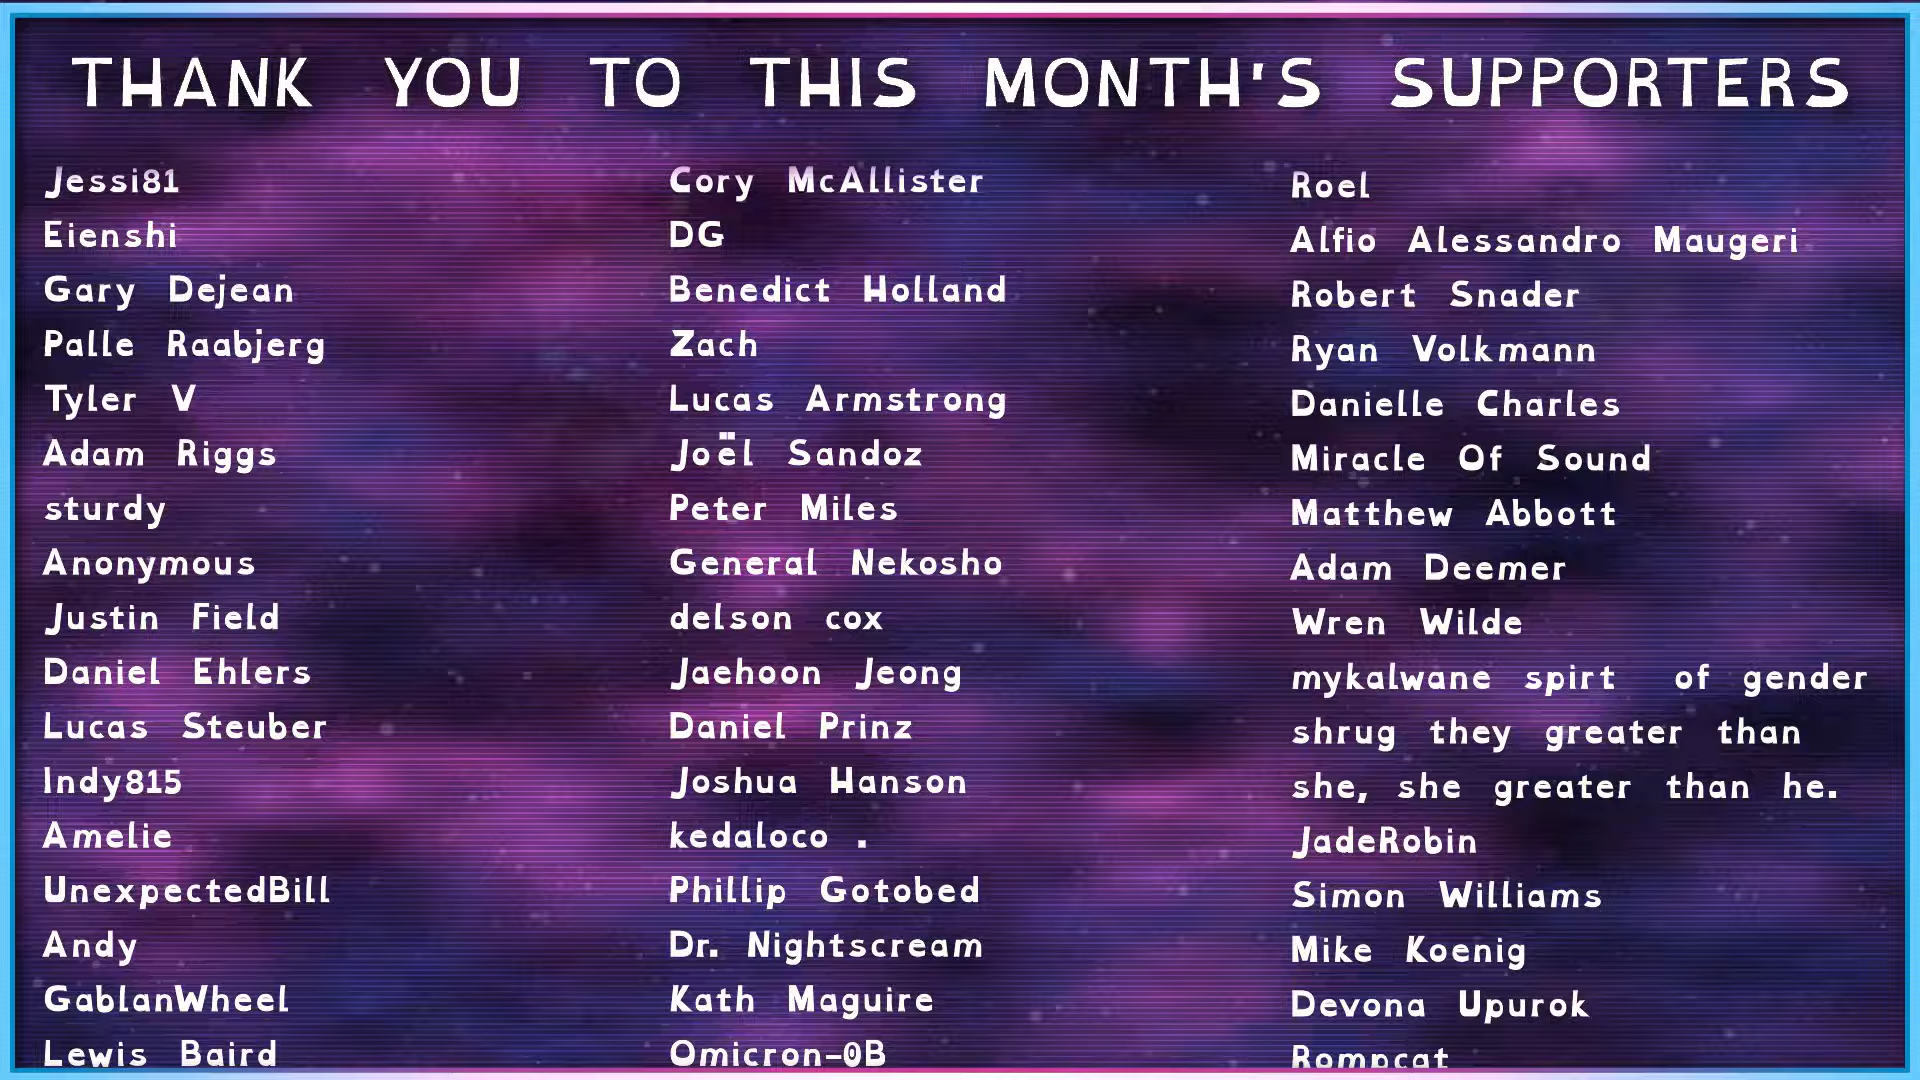 THANK YOU TO THIS MONTH'S SUPPORTERS
Jessi81
Eienshi
Gary Dejean
Palle Raabjerg
Tyler V
Adam Riggs
sturdy
Anonymous
Justin Field
Daniel Ehlers
Lucas Steuber
Indy815
Amelie
UnexpectedBill
Andy
GablanWheel
Lewis Baird
Cory McAllister
DG
Benedict Holland
Zach
Lucas Armstrong
Joël Sandoz
Peter Miles
General Nekosho
delson cox
Jaehoon Jeong
Daniel Prinz
Joshua Hanson
kedaloco .
Phillip Gotobed
Dr. Nightscream
Kath Maguire
Omicron-0B
Roel
Alfio Alessandro Maugeri
Robert Snader
Ryan Volkmann
Danielle Charles
Miracle Of Sound
Matthew Abbott
Adam Deemer
Wren Wilde
mykalwane spirt of gender
shrug they greater than
she, she greater than he.
JadeRobin
Simon Williams
Mike Koenig
Devona Upurok
Rompcat